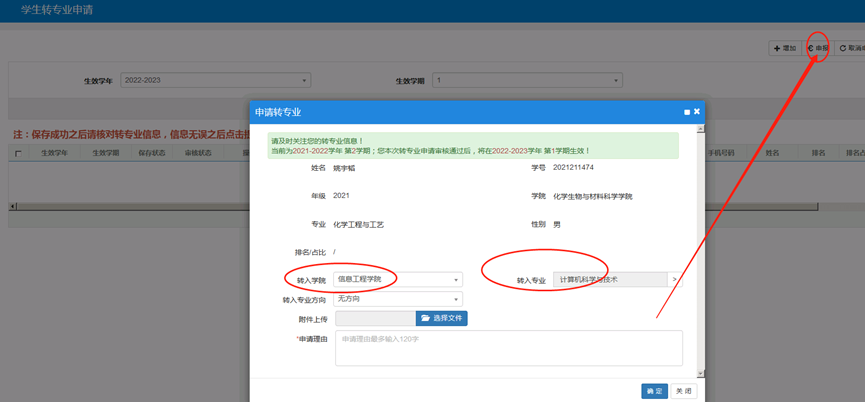 学生转专业申请
增加 申报 取消
生效学年 2022-2023 生效学期 1
申请转专业
注：保存成功之后请核对转专业信息，信息无误之后点击
请及时关注您的转专业信息！
当前为2021-2022学年 第2学期；您本次转专业申请审核通过后，将在2022-2023学年 第1学期生效！
生效学年 生效学期 保存状态 审核状态 手机号码 姓名 排名 排名占
姓名 姚宇韬 学号 2021211474
年级 2021 学院 化学生物与材料科学学院
专业 化学工程与工艺 性别 男
排名/占比 /
转入学院 信息工程学院 转入专业 计算机科学与技术 >
转入专业方向 无方向
附件上传 选择文件
*申请理由 申请理由最多输入120字
确 定 关 闭